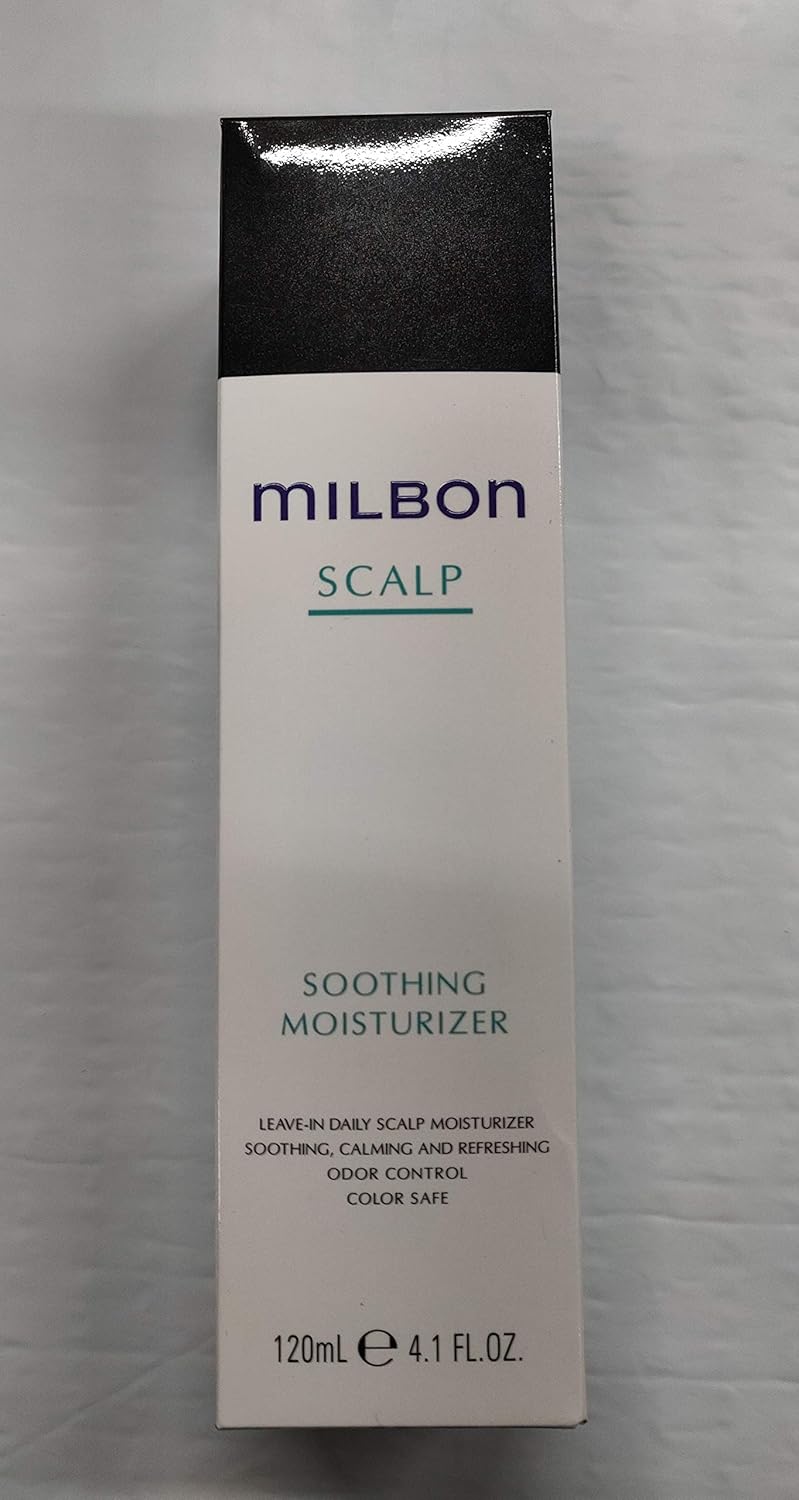 mILBon
SCALP
SOOTHING
MOISTURIZER
LEAVE-IN DAILY SCALP MOISTURIZER
SOOTHING, CALMING AND REFRESHING
ODOR CONTROL
COLOR SAFE
120mL ℮ 4.1 FL.OZ.